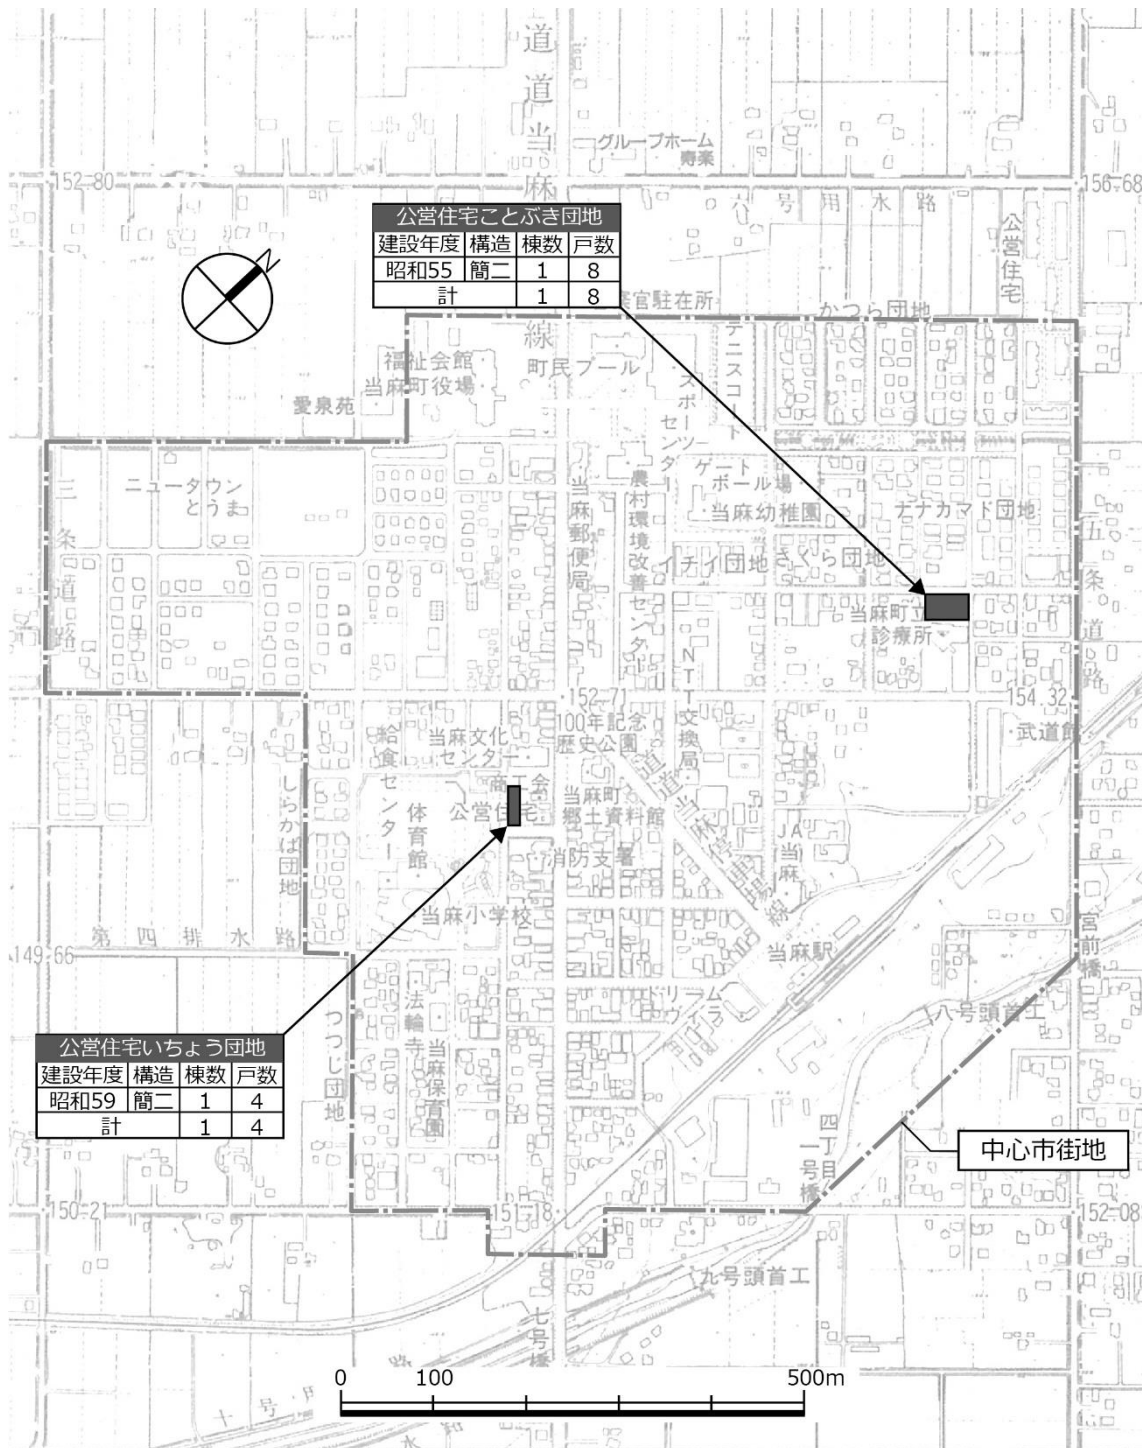 道道当麻
グループホーム
寿楽
152.80
156.68
六号用水路
公営住宅
公営住宅ことぶき団地
建設年度 構造 棟数 戸数
昭和55 簡二 1 8
計 1 8
N
官駐在所
かつら団地
線
福祉会館
当麻町役場
町民プール
テニスコート
スポーツ
センター
愛泉苑
ニュータウン
とうま
三条道路
当麻郵便局
農村環境改善センター
ゲート
ボール場
当麻幼稚園
ナナカマド団地
イチイ団地
さくら団地
五条道路
当麻町立
診療所
152.71
154.32
100年記念
歴史公園
NTT交換局
武道館
給食センター
当麻文化
センター
商工会
公営住宅
体育館
しらかば団地
当麻町
郷土資料館
道道当麻営車場線
JA当麻
消防支署
当麻小学校
第四排水路
149.66
当麻駅
宮前橋
ドリーム
ヴィラ
八号頭首工
法輪寺
つつじ団地
当麻保育園
公営住宅いちょう団地
建設年度 構造 棟数 戸数
昭和59 簡二 1 4
計 1 4
四丁目
一号橋
中心市街地
150.21
151.18
152.08
九号頭首工
七号橋
0 100 500m
十号
水路